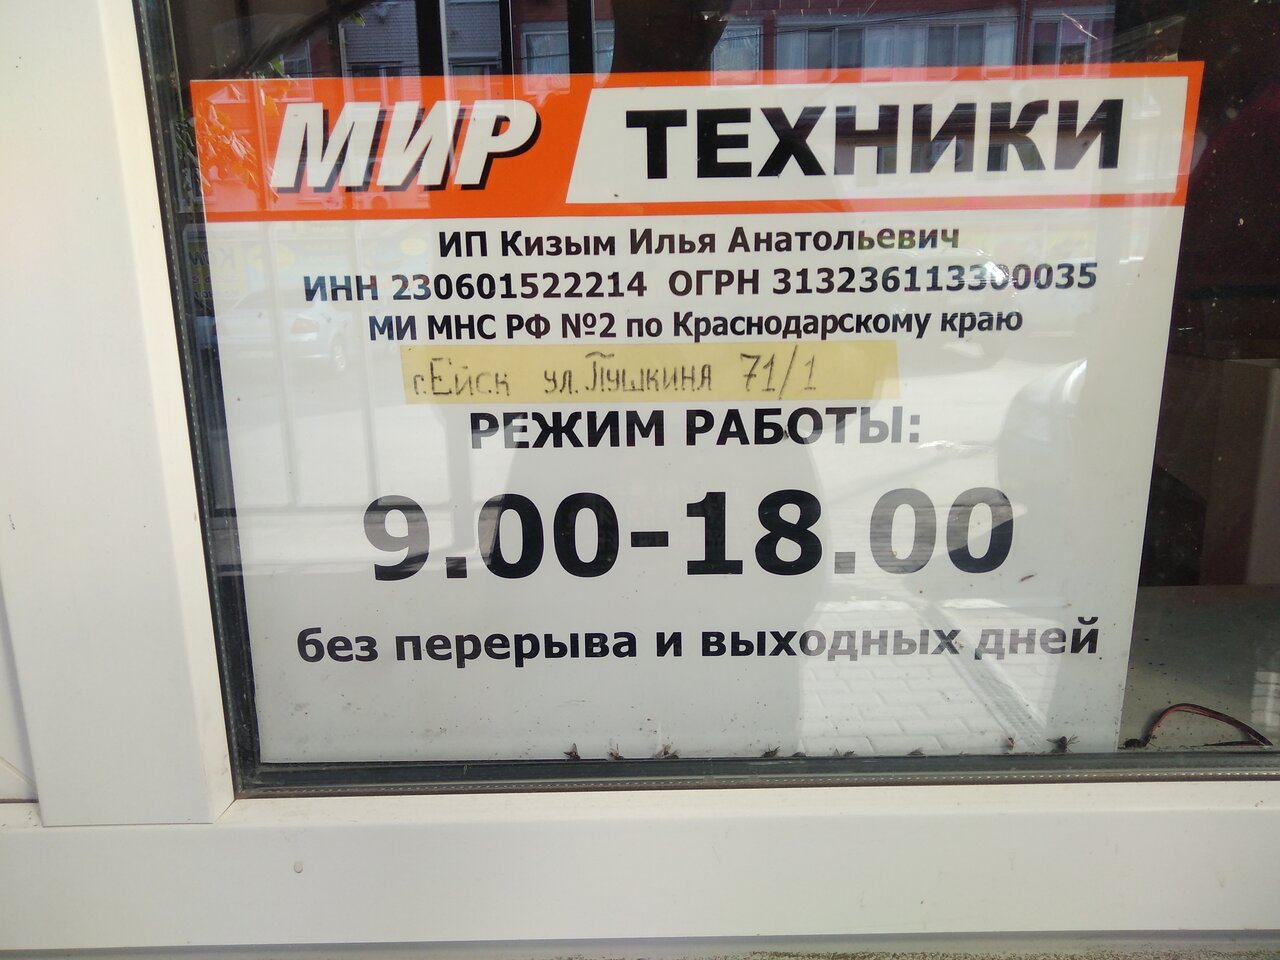 МИР ТЕХНИКИ
ИП Кизым Илья Анатольевич
ИНН 230601522214 ОГРН 313236113300035
МИ МНС РФ №2 по Краснодарскому краю
г.Ейск ул.Пушкина 71/1
РЕЖИМ РАБОТЫ:
9.00-18.00
без перерыва и выходных дней